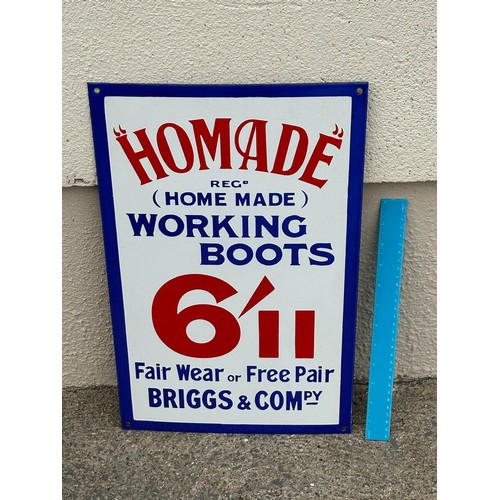 "HOMADE"
REGD
(HOME MADE)
WORKING
BOOTS
6'11
Fair Wear or Free Pair
BRIGGS & COMPY